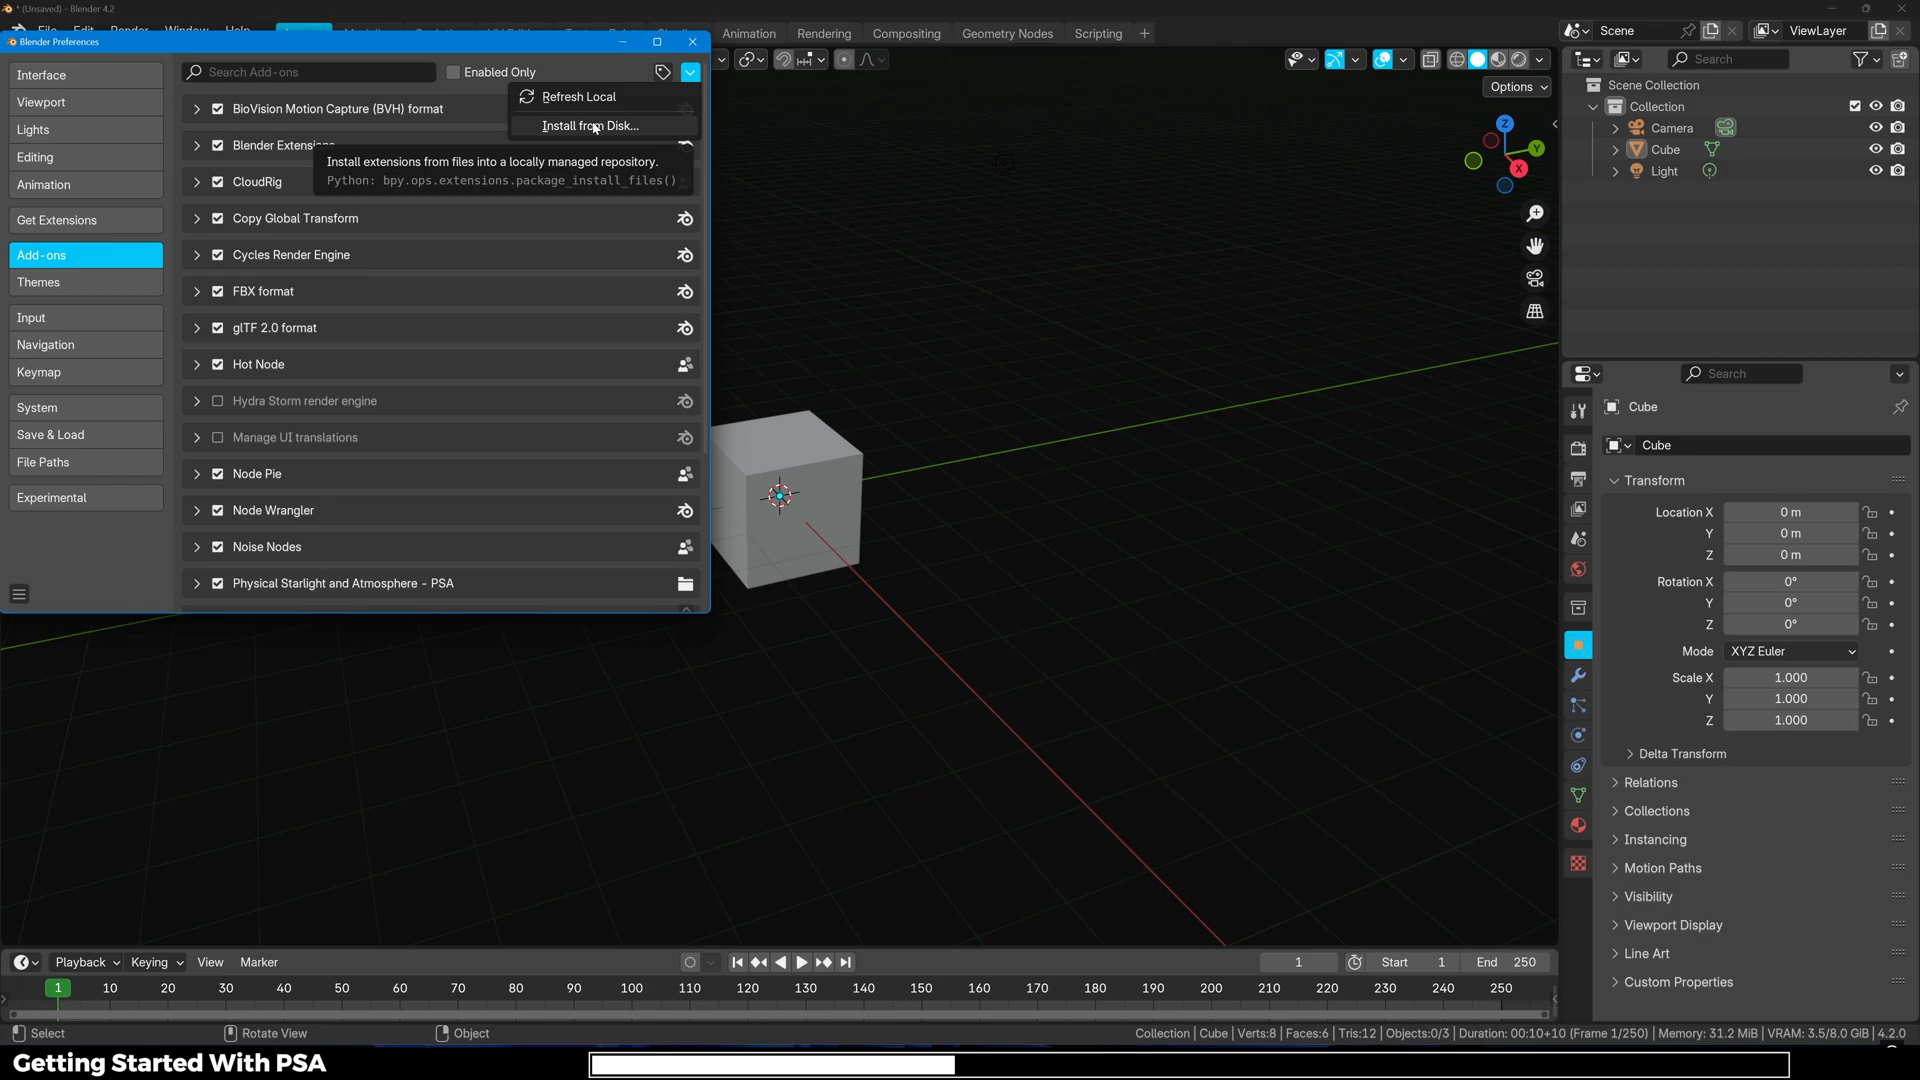 * (Unsaved) - Blender 4.2
File Edit Render Window Help
Animation Rendering Compositing Geometry Nodes Scripting +
Scene ViewLayer
Blender Preferences
Interface
Viewport
Lights
Editing
Animation
Get Extensions
Add-ons
Themes
Input
Navigation
Keymap
System
Save & Load
File Paths
Experimental
Search Add-ons Enabled Only
Refresh Local
Install from Disk...
Install extensions from files into a locally managed repository.
Python: bpy.ops.extensions.package_install_files()
BioVision Motion Capture (BVH) format
Blender Extensions
CloudRig
Copy Global Transform
Cycles Render Engine
FBX format
glTF 2.0 format
Hot Node
Hydra Storm render engine
Manage UI translations
Node Pie
Node Wrangler
Noise Nodes
Physical Starlight and Atmosphere - PSA
Options
Z
Y
X
Search
Scene Collection
Collection
Camera
Cube
Light
Search
Cube
Cube
Transform
Location X 0 m
Y 0 m
Z 0 m
Rotation X 0°
Y 0°
Z 0°
Mode XYZ Euler
Scale X 1.000
Y 1.000
Z 1.000
Delta Transform
Relations
Collections
Instancing
Motion Paths
Visibility
Viewport Display
Line Art
Custom Properties
Playback Keying View Marker
1 Start 1 End 250
1 10 20 30 40 50 60 70 80 90 100 110 120 130 140 150 160 170 180 190 200 210 220 230 240 250
Select Rotate View Object
Collection | Cube | Verts:8 | Faces:6 | Tris:12 | Objects:0/3 | Duration: 00:10+10 (Frame 1/250) | Memory: 31.2 MiB | VRAM: 3.5/8.0 GiB | 4.2.0
Getting Started With PSA